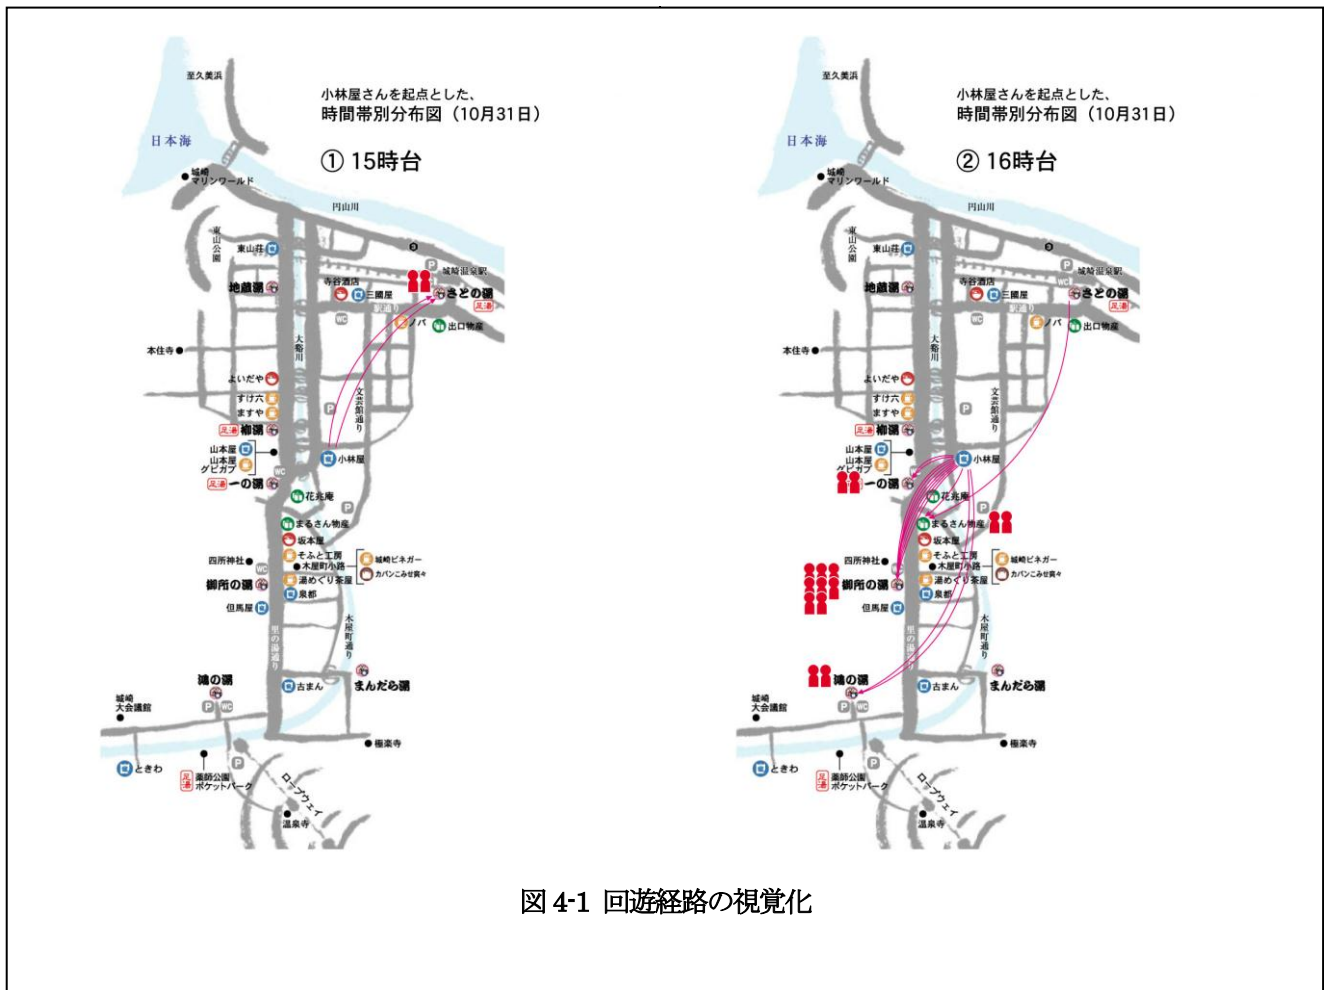 至久美浜
小林屋さんを起点とした、
時間帯別分布図（10月31日）
日本海
① 15時台
城崎
マリンワールド
円山川
東山公園
東山荘
城崎温泉駅
P
地蔵湯
寺谷酒店
三國屋
さとの湯
足湯
駅通り
WC
ノバ
出口物産
大谿川
本住寺
よいだや
すけ六
ますや
文芸館通り
P
足湯 柳湯
山本屋
山本屋
グビガブ
小林屋
WC
足湯 一の湯
花兆庵
P
まるさん物産
坂本屋
四所神社
そふと工房
城崎ビネガー
木屋町小路
WC
カバンこみせ爽々
御所の湯
湯めぐり茶屋
泉都
但馬屋
里の湯通り
木屋町通り
鴻の湯
古まん
まんだら湯
城崎
大会議館
P WC
極楽寺
ときわ
足湯
薬師公園
ポケットパーク
P
ロープウェイ
温泉寺
至久美浜
小林屋さんを起点とした、
時間帯別分布図（10月31日）
日本海
② 16時台
城崎
マリンワールド
円山川
東山公園
東山荘
城崎温泉駅
P
WC
地蔵湯
寺谷酒店
三國屋
さとの湯
足湯
駅通り
WC
ノバ
出口物産
大谿川
本住寺
よいだや
すけ六
ますや
文芸館通り
P
足湯 柳湯
山本屋
山本屋
グビガブ
小林屋
WC
一の湯
花兆庵
P
まるさん物産
坂本屋
四所神社
そふと工房
城崎ビネガー
木屋町小路
WC
カバンこみせ爽々
御所の湯
湯めぐり茶屋
泉都
但馬屋
里の湯通り
木屋町通り
鴻の湯
古まん
まんだら湯
城崎
大会議館
P WC
極楽寺
ときわ
足湯
薬師公園
ポケットパーク
P
ロープウェイ
温泉寺
図 4-1 回遊経路の視覚化